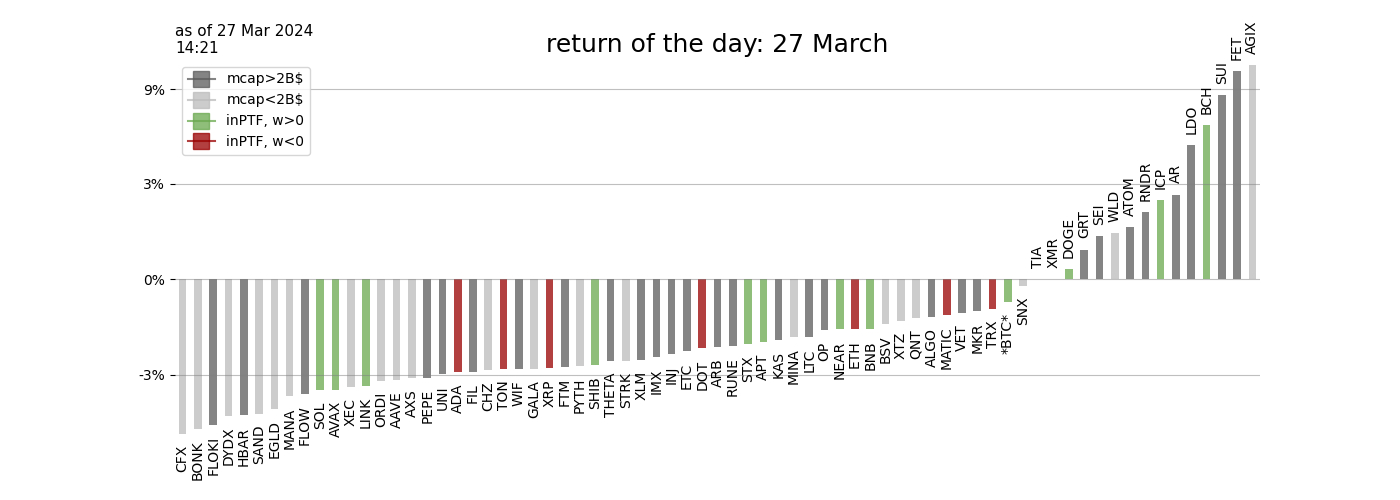 as of 27 Mar 2024
14:21
return of the day: 27 March
mcap>2B$
mcap<2B$
inPTF, w>0
inPTF, w<0
9%
3%
0%
-3%
CFX
BONK
FLOKI
DYDX
HBAR
SAND
EGLD
MANA
FLOW
SOL
AVAX
XEC
LINK
ORDI
AAVE
AXS
PEPE
UNI
ADA
FIL
CHZ
TON
WIF
GALA
XRP
FTM
PYTH
SHIB
THETA
STRK
XLM
IMX
INJ
ETC
DOT
ARB
RUNE
STX
APT
KAS
MINA
LTC
OP
NEAR
ETH
BNB
BSV
XTZ
QNT
ALGO
MATIC
VET
MKR
TRX
*BTC*
SNX
TIA
XMR
DOGE
GRT
SEI
WLD
ATOM
RNDR
ICP
AR
LDO
BCH
SUI
FET
AGIX